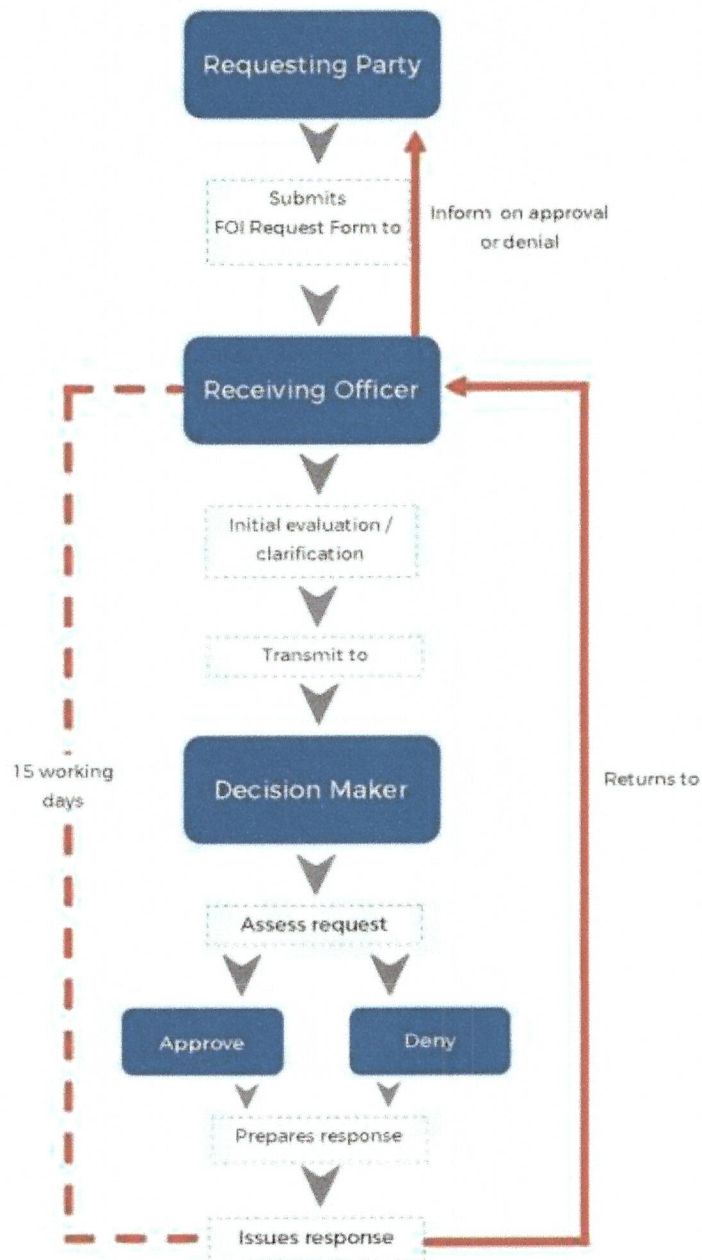 Requesting Party
Submits
FOI Request Form to
Inform on approval
or denial
Receiving Officer
Initial evaluation /
clarification
Transmit to
15 working
days
Decision Maker
Returns to
Assess request
Approve
Deny
Prepares response
Issues response